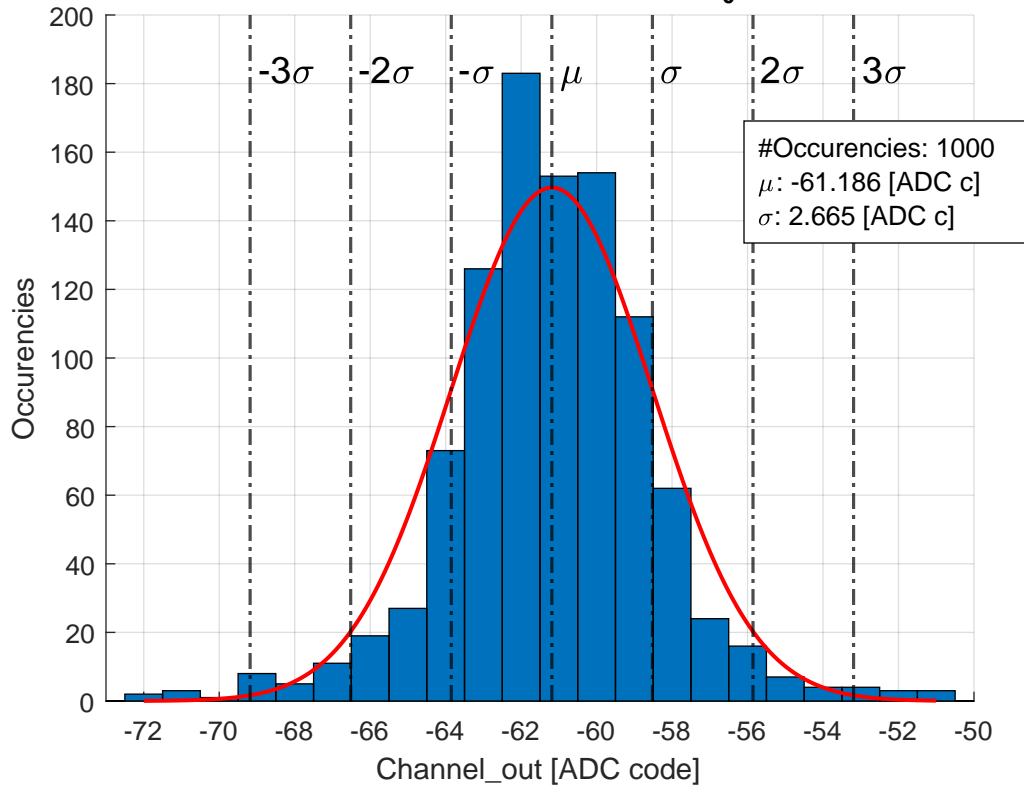 200
180
160
140
120
100
80
60
40
20
0
Occurencies
-3σ -2σ -σ μ σ 2σ 3σ
#Occurencies: 1000
μ: -61.186 [ADC c]
σ: 2.665 [ADC c]
-72 -70 -68 -66 -64 -62 -60 -58 -56 -54 -52 -50
Channel_out [ADC code]